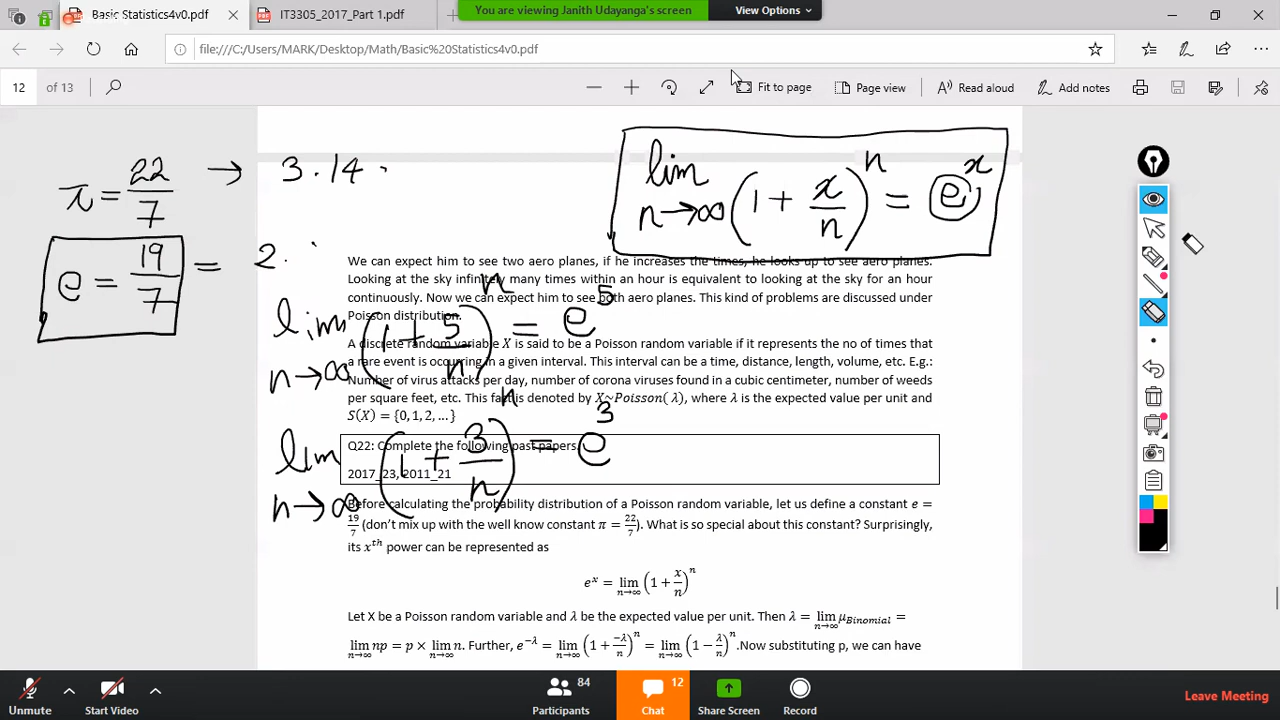 Basic Statistics4v0.pdf
IT3305_2017_Part 1.pdf
You are viewing Janith Udayanga's screen
View Options
file:///C:/Users/MARK/Desktop/Math/Basic%20Statistics4v0.pdf
12 of 13
Fit to page
Page view
Read aloud
Add notes
π = 22/7 → 3.14.
lim n→∞ (1 + x/n)^n = e^x
e = 19/7 = 2.
We can expect him to see two aero planes, if he increases the times, he looks up to see aero planes.
Looking at the sky infinitely many times within an hour is equivalent to looking at the sky for an hour
continuously. Now we can expect him to see both aero planes. This kind of problems are discussed under
Poisson distribution.
lim n→∞ (1 + 5/n)^n = e^5
A discrete random variable X is said to be a Poisson random variable if it represents the no of times that
a rare event is occurring in a given interval. This interval can be a time, distance, length, volume, etc. E.g.:
Number of virus attacks per day, number of corona viruses found in a cubic centimeter, number of weeds
per square feet, etc. This fact is denoted by X~Poisson( λ), where λ is the expected value per unit and
S(X) = {0, 1, 2, ...}
lim n→∞ (1 + 3/n)^n = e^3
Q22: Complete the following past papers.
2017_23, 2011_21
Before calculating the probability distribution of a Poisson random variable, let us define a constant e =
19/7 (don't mix up with the well know constant π = 22/7). What is so special about this constant? Surprisingly,
its x^th power can be represented as
e^x = lim n→∞ (1 + x/n)^n
Let X be a Poisson random variable and λ be the expected value per unit. Then λ = lim n→∞ μ_Binomial =
lim n→∞ np = p × lim n→∞ n. Further, e^−λ = lim n→∞ (1 + −λ/n)^n = lim n→∞ (1 − λ/n)^n .Now substituting p, we can have
Unmute
Start Video
84
Participants
12
Chat
Share Screen
Record
Leave Meeting